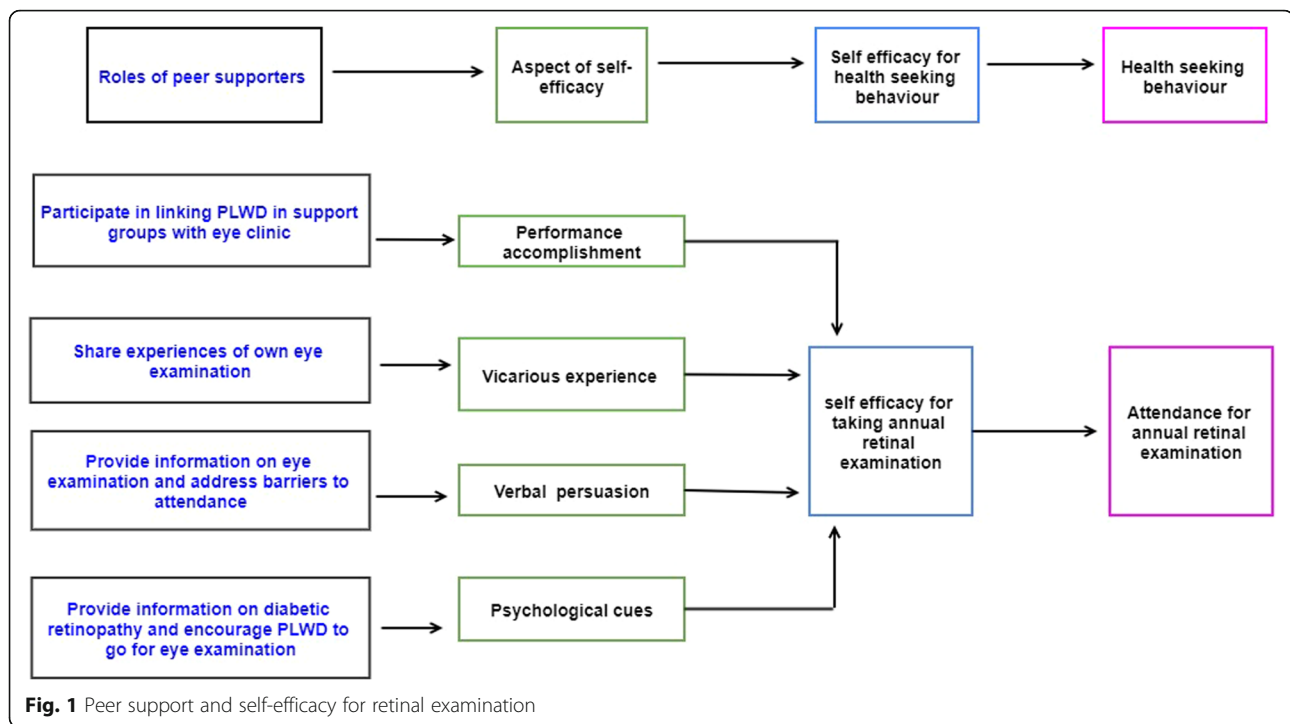 Roles of peer supporters
Aspect of self-
efficacy
Self efficacy for
health seeking
behaviour
Health seeking
behaviour
Participate in linking PLWD in support
groups with eye clinic
Performance
accomplishment
Share experiences of own eye
examination
Vicarious experience
Provide information on eye
examination and address barriers to
attendance
Verbal persuasion
Provide information on diabetic
retinopathy and encourage PLWD to
go for eye examination
Psychological cues
self efficacy for
taking annual
retinal
examination
Attendance for
annual retinal
examination
Fig. 1 Peer support and self-efficacy for retinal examination